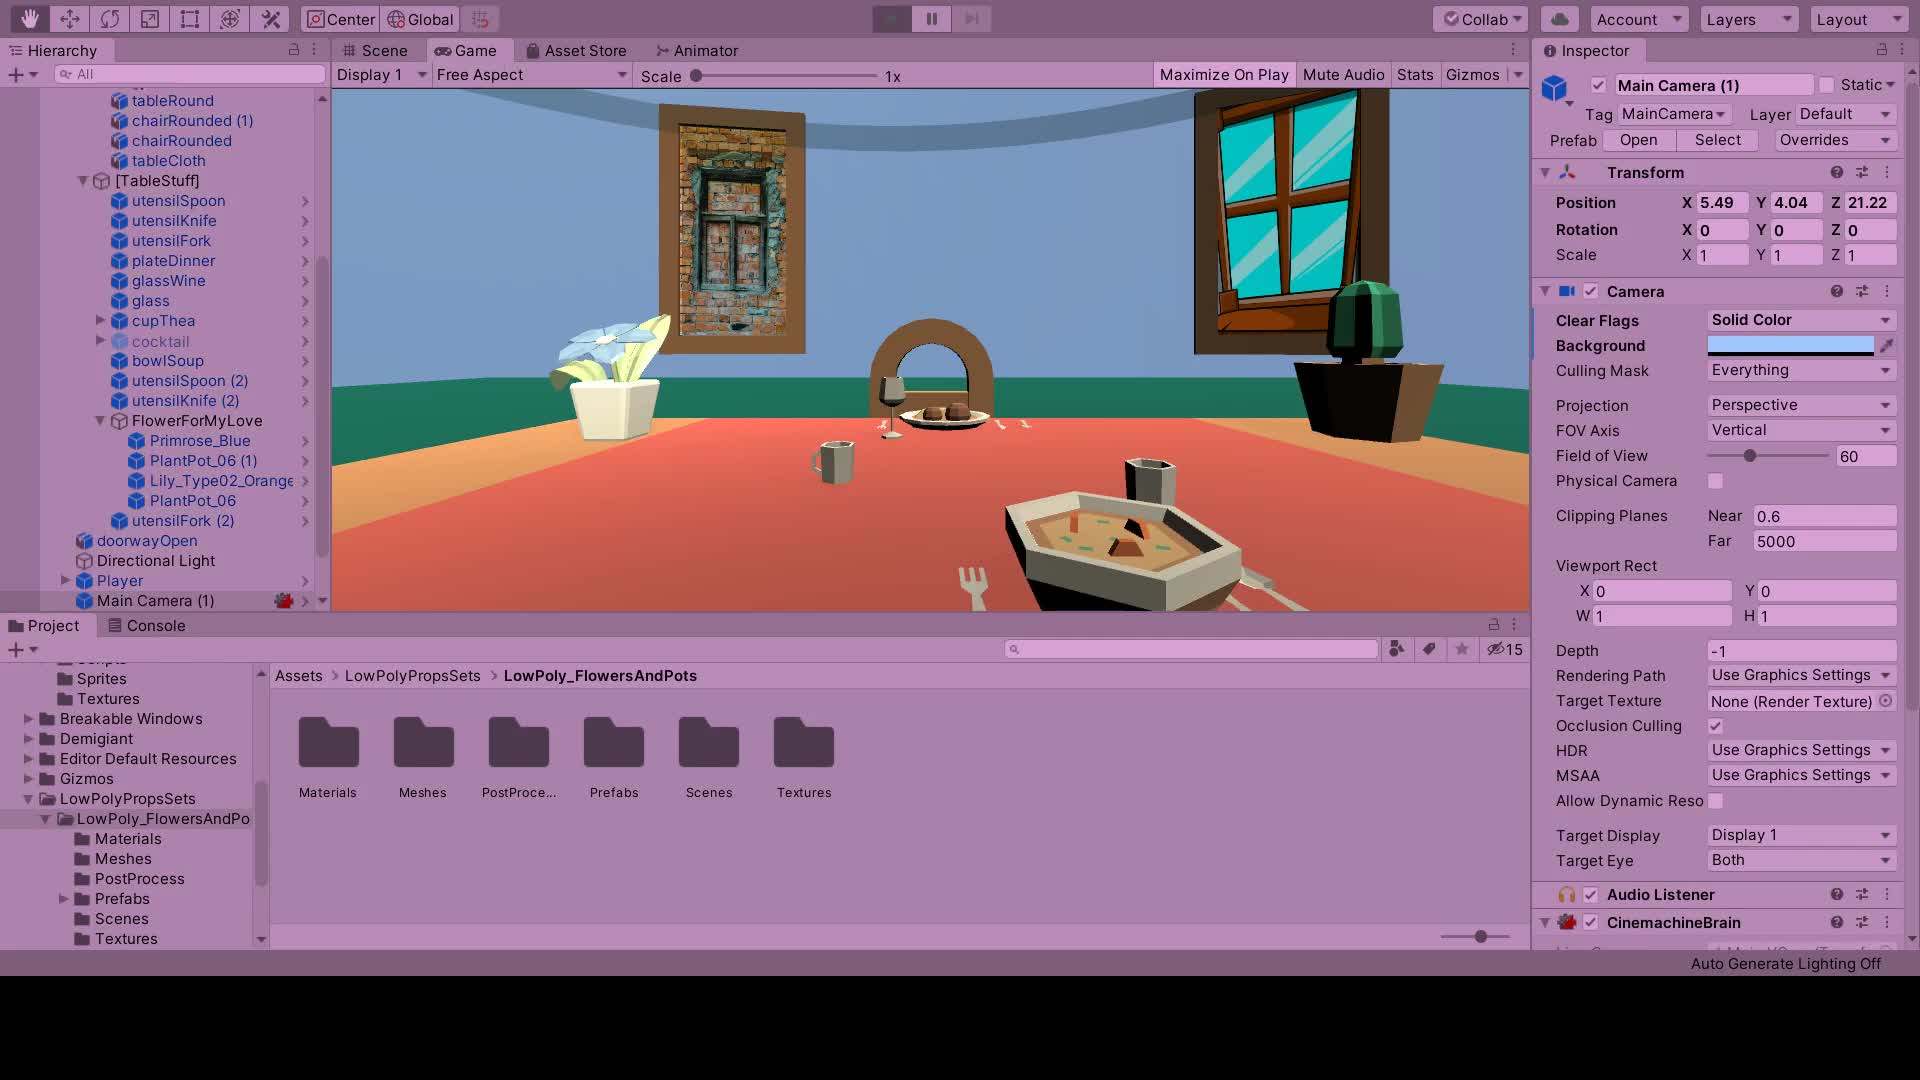 Center
Global
Collab
Account
Layers
Layout
Hierarchy
All
tableRound
chairRounded (1)
chairRounded
tableCloth
[TableStuff]
utensilSpoon
utensilKnife
utensilFork
plateDinner
glassWine
glass
cupThea
cocktail
bowlSoup
utensilSpoon (2)
utensilKnife (2)
FlowerForMyLove
Primrose_Blue
PlantPot_06 (1)
Lily_Type02_Orange
PlantPot_06
utensilFork (2)
doorwayOpen
Directional Light
Player
Main Camera (1)
Scene
Game
Asset Store
Animator
Display 1
Free Aspect
Scale
1x
Maximize On Play
Mute Audio
Stats
Gizmos
Inspector
Main Camera (1)
Static
Tag MainCamera
Layer Default
Prefab Open Select Overrides
Transform
Position X 5.49 Y 4.04 Z 21.22
Rotation X 0 Y 0 Z 0
Scale X 1 Y 1 Z 1
Camera
Clear Flags Solid Color
Background
Culling Mask Everything
Projection Perspective
FOV Axis Vertical
Field of View 60
Physical Camera
Clipping Planes Near 0.6
Far 5000
Viewport Rect
X 0 Y 0
W 1 H 1
Depth -1
Rendering Path Use Graphics Settings
Target Texture None (Render Texture)
Occlusion Culling
HDR Use Graphics Settings
MSAA Use Graphics Settings
Allow Dynamic Reso
Target Display Display 1
Target Eye Both
Audio Listener
CinemachineBrain
Project
Console
15
Sprites
Textures
Breakable Windows
Demigiant
Editor Default Resources
Gizmos
LowPolyPropsSets
LowPoly_FlowersAndPo
Materials
Meshes
PostProcess
Prefabs
Scenes
Textures
Assets > LowPolyPropsSets > LowPoly_FlowersAndPots
Materials
Meshes
PostProce...
Prefabs
Scenes
Textures
Auto Generate Lighting Off